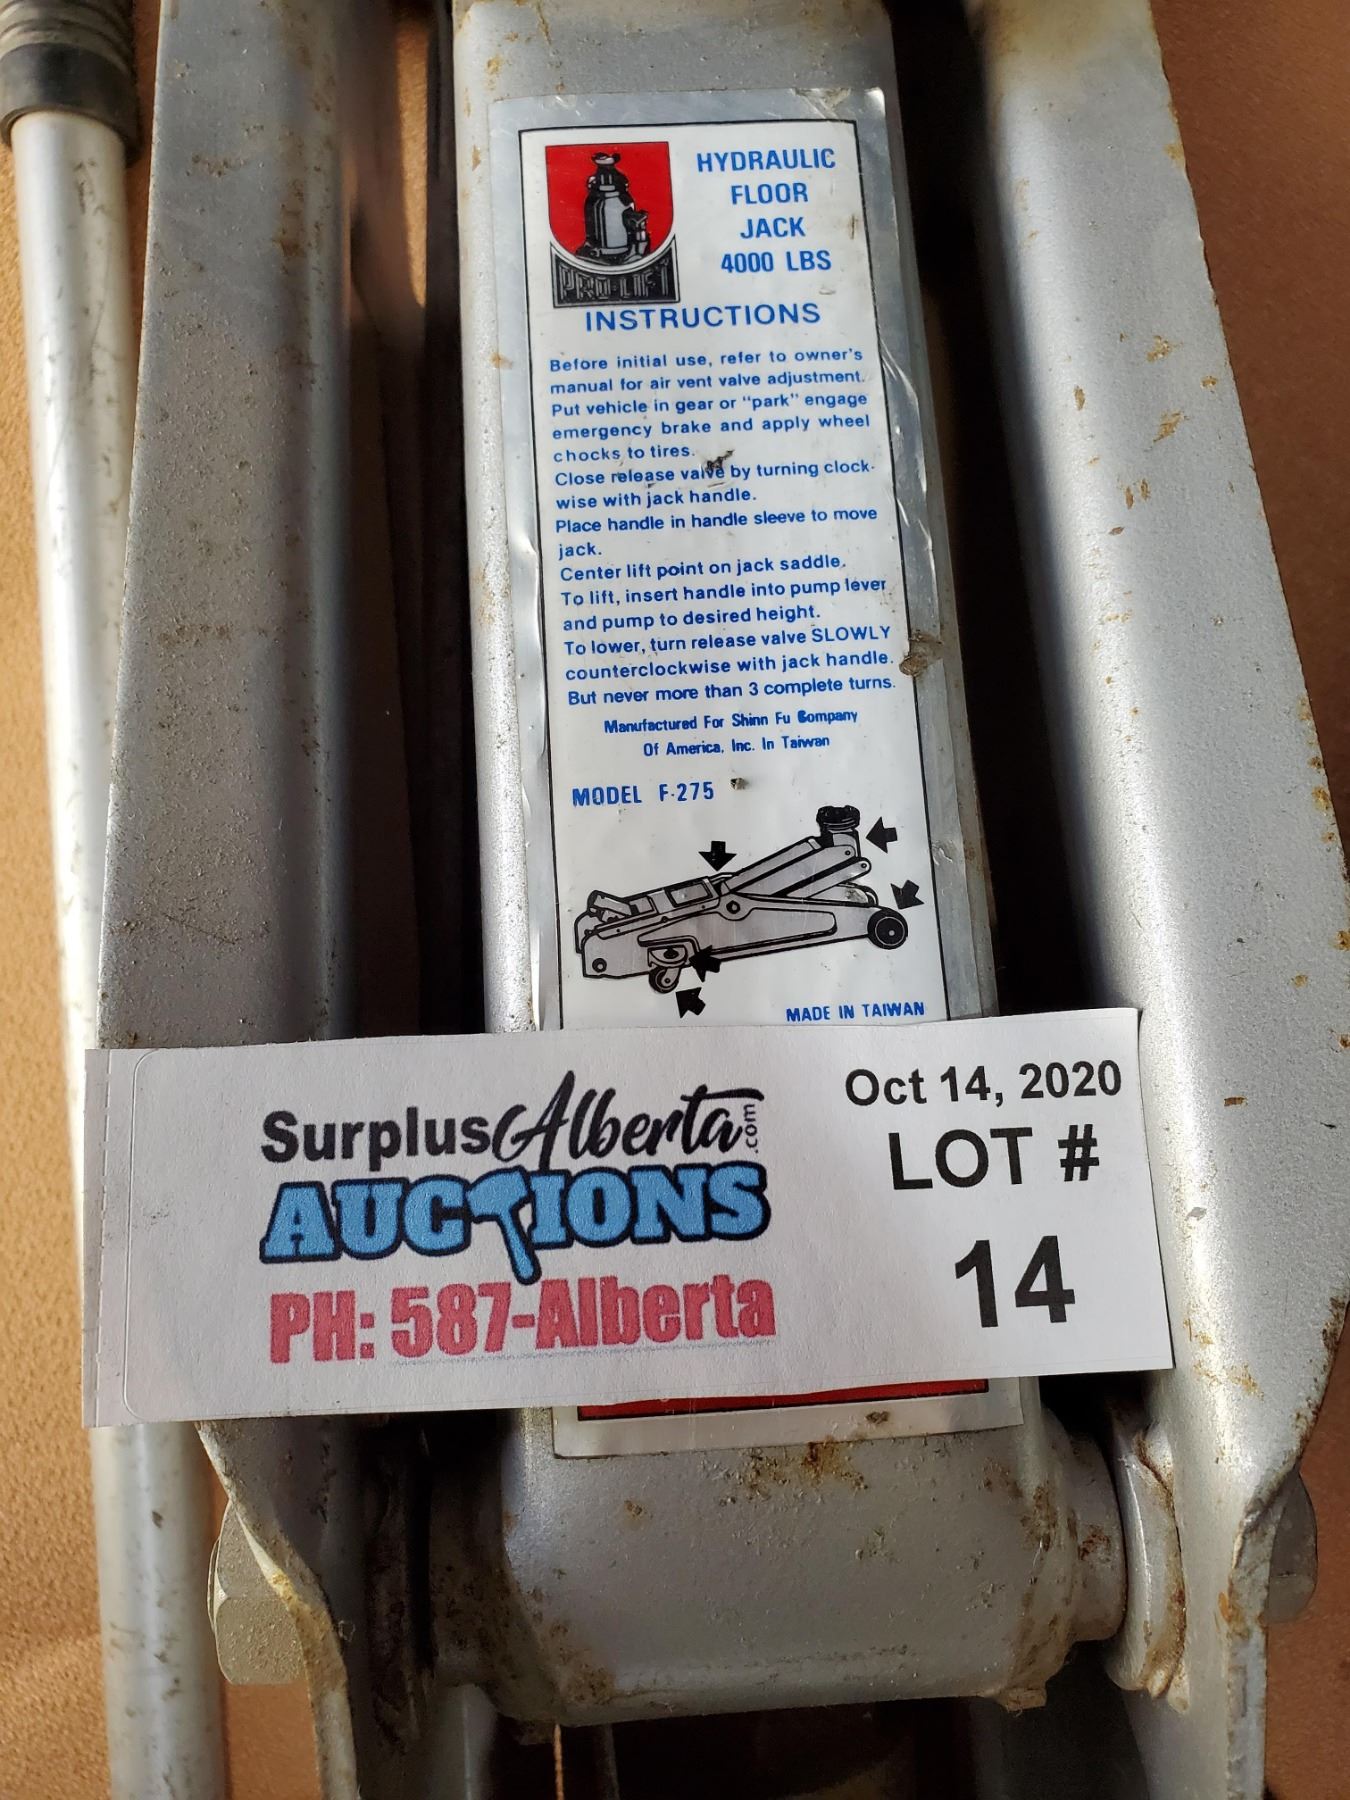 PRO-LIFT
HYDRAULIC
FLOOR
JACK
4000 LBS
INSTRUCTIONS
Before initial use, refer to owner's
manual for air vent valve adjustment.
Put vehicle in gear or "park" engage
emergency brake and apply wheel
chocks to tires.
Close release valve by turning clock-
wise with jack handle.
Place handle in handle sleeve to move
jack.
Center lift point on jack saddle.
To lift, insert handle into pump lever
and pump to desired height.
To lower, turn release valve SLOWLY
counterclockwise with jack handle.
But never more than 3 complete turns.
Manufactured For Shinn Fu Company
Of America, Inc. In Taiwan
MODEL F-275
MADE IN TAIWAN
SurplusAlberta.com
AUCTIONS
PH: 587-Alberta
Oct 14, 2020
LOT #
14